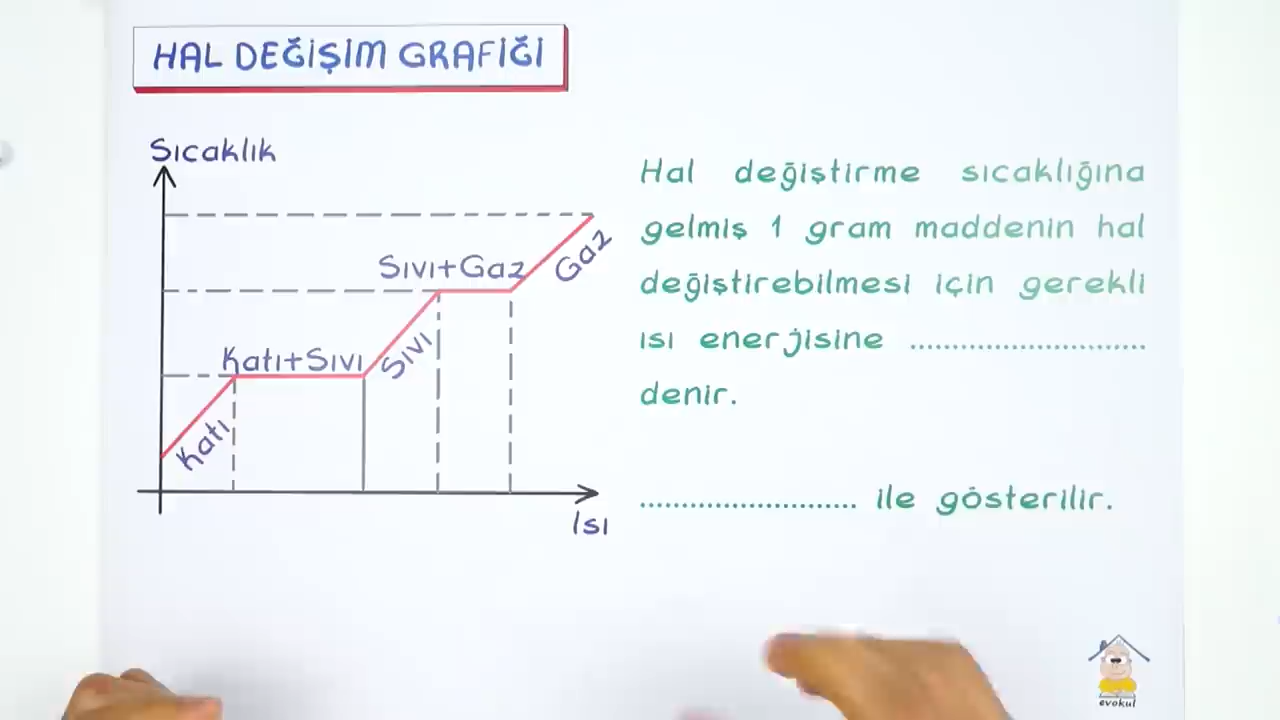 HAL DEĞİŞİM GRAFİĞİ
Sıcaklık
Katı
Katı+Sıvı
Sıvı
Sıvı+Gaz
Gaz
Isı
Hal değiştirme sıcaklığına
gelmiş 1 gram maddenin hal
değiştirebilmesi için gerekli
ısı enerjisine ...........................
denir.
......................... ile gösterilir.
evokul